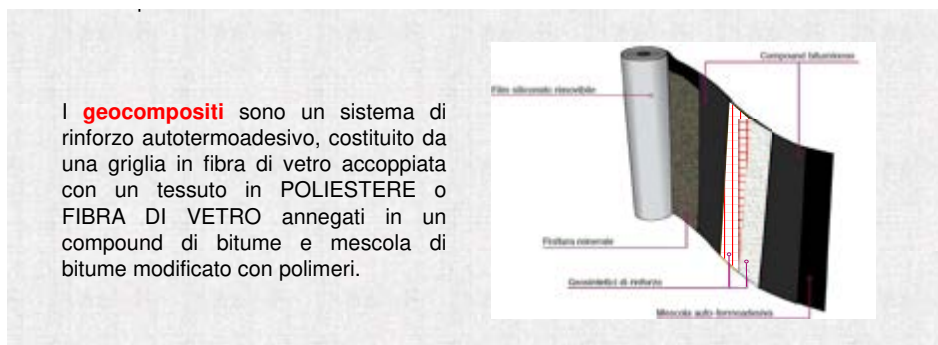 I geocompositi sono un sistema di
rinforzo autotermoadesivo, costituito da
una griglia in fibra di vetro accoppiata
con un tessuto in POLIESTERE o
FIBRA DI VETRO annegati in un
compound di bitume e mescola di
bitume modificato con polimeri.
Compound bituminoso
Film siliconato rimovibile
Finitura minerale
Geosintetici di rinforzo
Mescola auto-termoadesiva